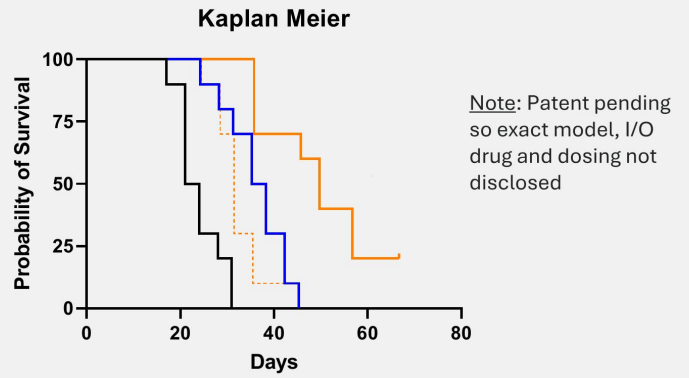 Kaplan Meier
100
75
50
25
0
Probability of Survival
0 20 40 60 80
Days
Note: Patent pending
so exact model, I/O
drug and dosing not
disclosed